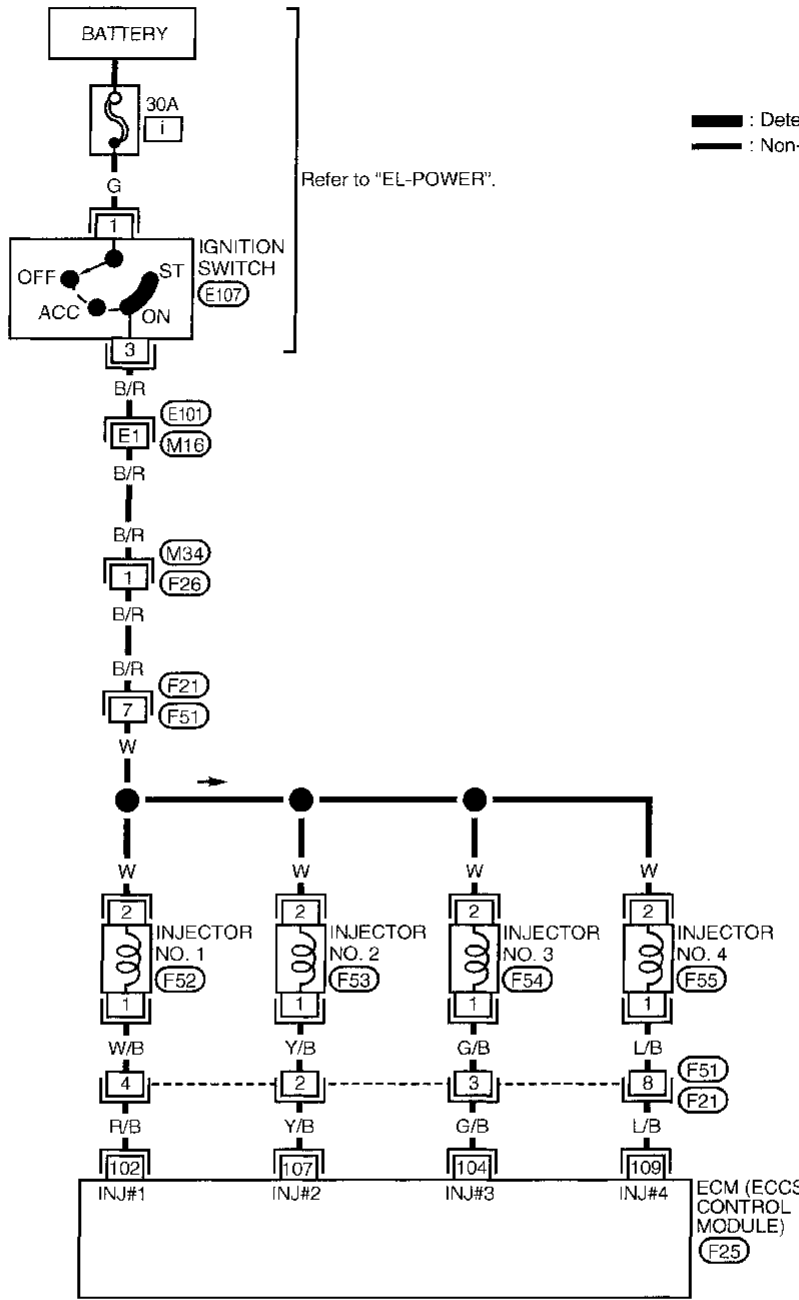 BATTERY
30A
i
: Dete
: Non-
G
Refer to "EL-POWER".
1
IGNITION
SWITCH
E107
OFF
ST
ACC
ON
3
B/R
E101
E1
M16
B/R
B/R
M34
1
F26
B/R
B/R
F21
7
F51
W
W W W W
2 2 2 2
INJECTOR NO. 1 F52
INJECTOR NO. 2 F53
INJECTOR NO. 3 F54
INJECTOR NO. 4 F55
1 1 1 1
W/B Y/B G/B L/B
4 2 3 8 F51
F21
R/B Y/B G/B L/B
102 107 104 109
INJ#1 INJ#2 INJ#3 INJ#4
ECM (ECCS
CONTROL
MODULE)
F25